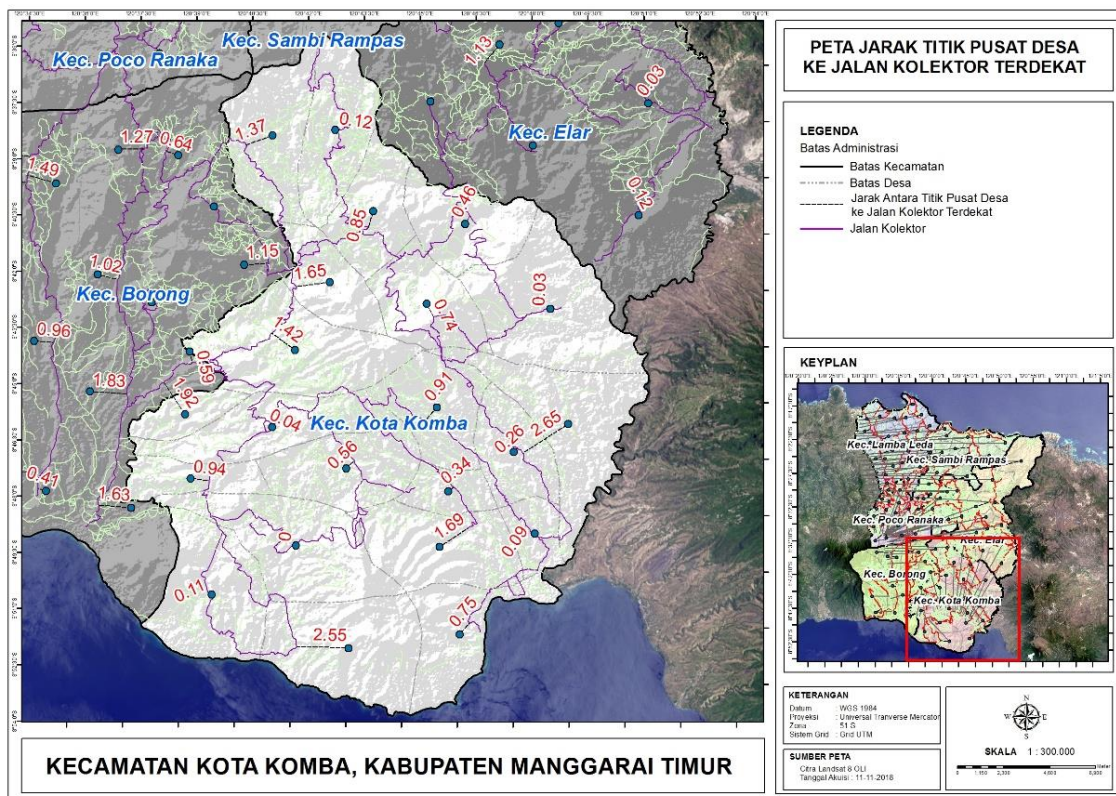 Kec. Sambi Rampas
Kec. Poco Ranaka
1.13
0.03
1.27
0.64
1.37
0.12
Kec. Elar
1.49
0.46
0.12
0.85
1.15
1.02
1.65
Kec. Borong
0.03
0.74
0.96
1.42
0.59
1.83
1.92
0.91
0.04
Kec. Kota Komba
2.65
0.26
0.56
0.94
0.34
0.41
1.63
1.69
0.09
0
0.11
0.75
2.55
KECAMATAN KOTA KOMBA, KABUPATEN MANGGARAI TIMUR
PETA JARAK TITIK PUSAT DESA
KE JALAN KOLEKTOR TERDEKAT
LEGENDA
Batas Administrasi
Batas Kecamatan
Batas Desa
Jarak Antara Titik Pusat Desa
ke Jalan Kolektor Terdekat
Jalan Kolektor
KEYPLAN
Kec. Lamba Leda
Kec. Sambi Rampas
Kec. Poco Ranaka
Kec. Elar
Kec. Borong
Kec. Kota Komba
KETERANGAN
Datum : WGS 1984
Proyeksi : Universal Tranverse Mercator
Zona : 51 S
Sistem Grid : Grid UTM
SUMBER PETA
Citra Landsat 8 OLI
Tanggal Akuisi : 11-11-2018
N
W E
S
SKALA 1 : 300.000